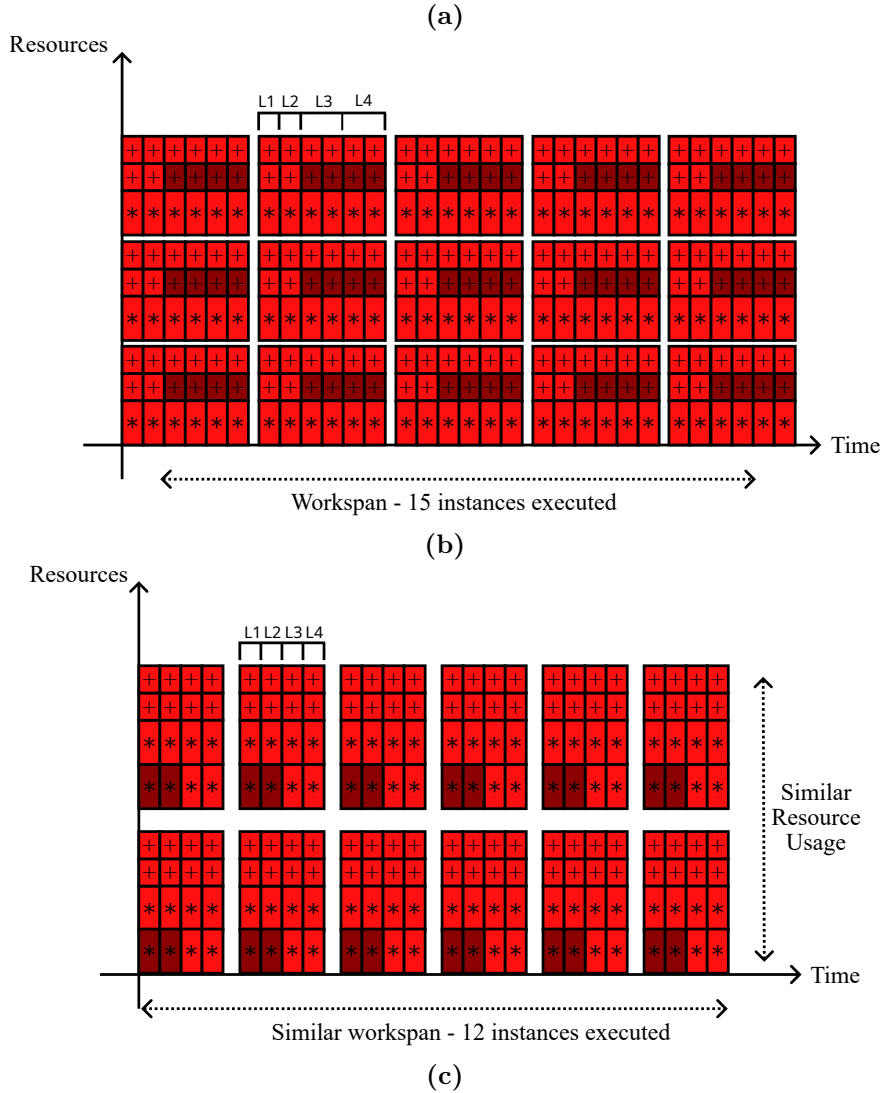 (a)
Resources
L1 L2 L3 L4
+ + + + + + + + + + + + + + + + + + + + + + + + + + + + + +
+ + + + + + + + + + + + + + + + + + + + + + + + + + + + + +
* * * * * * * * * * * * * * * * * * * * * * * * * * * * * *
+ + + + + + + + + + + + + + + + + + + + + + + + + + + + + +
+ + + + + + + + + + + + + + + + + + + + + + + + + + + + + +
* * * * * * * * * * * * * * * * * * * * * * * * * * * * * *
+ + + + + + + + + + + + + + + + + + + + + + + + + + + + + +
+ + + + + + + + + + + + + + + + + + + + + + + + + + + + + +
* * * * * * * * * * * * * * * * * * * * * * * * * * * * * *
Time
Workspan - 15 instances executed
(b)
Resources
L1 L2 L3 L4
+ + + + + + + + + + + + + + + + + + + + + + + +
+ + + + + + + + + + + + + + + + + + + + + + + +
* * * * * * * * * * * * * * * * * * * * * * * *
* * * * * * * * * * * * * * * * * * * * * * * *
Similar
Resource
Usage
+ + + + + + + + + + + + + + + + + + + + + + + +
+ + + + + + + + + + + + + + + + + + + + + + + +
* * * * * * * * * * * * * * * * * * * * * * * *
* * * * * * * * * * * * * * * * * * * * * * * *
Time
Similar workspan - 12 instances executed
(c)